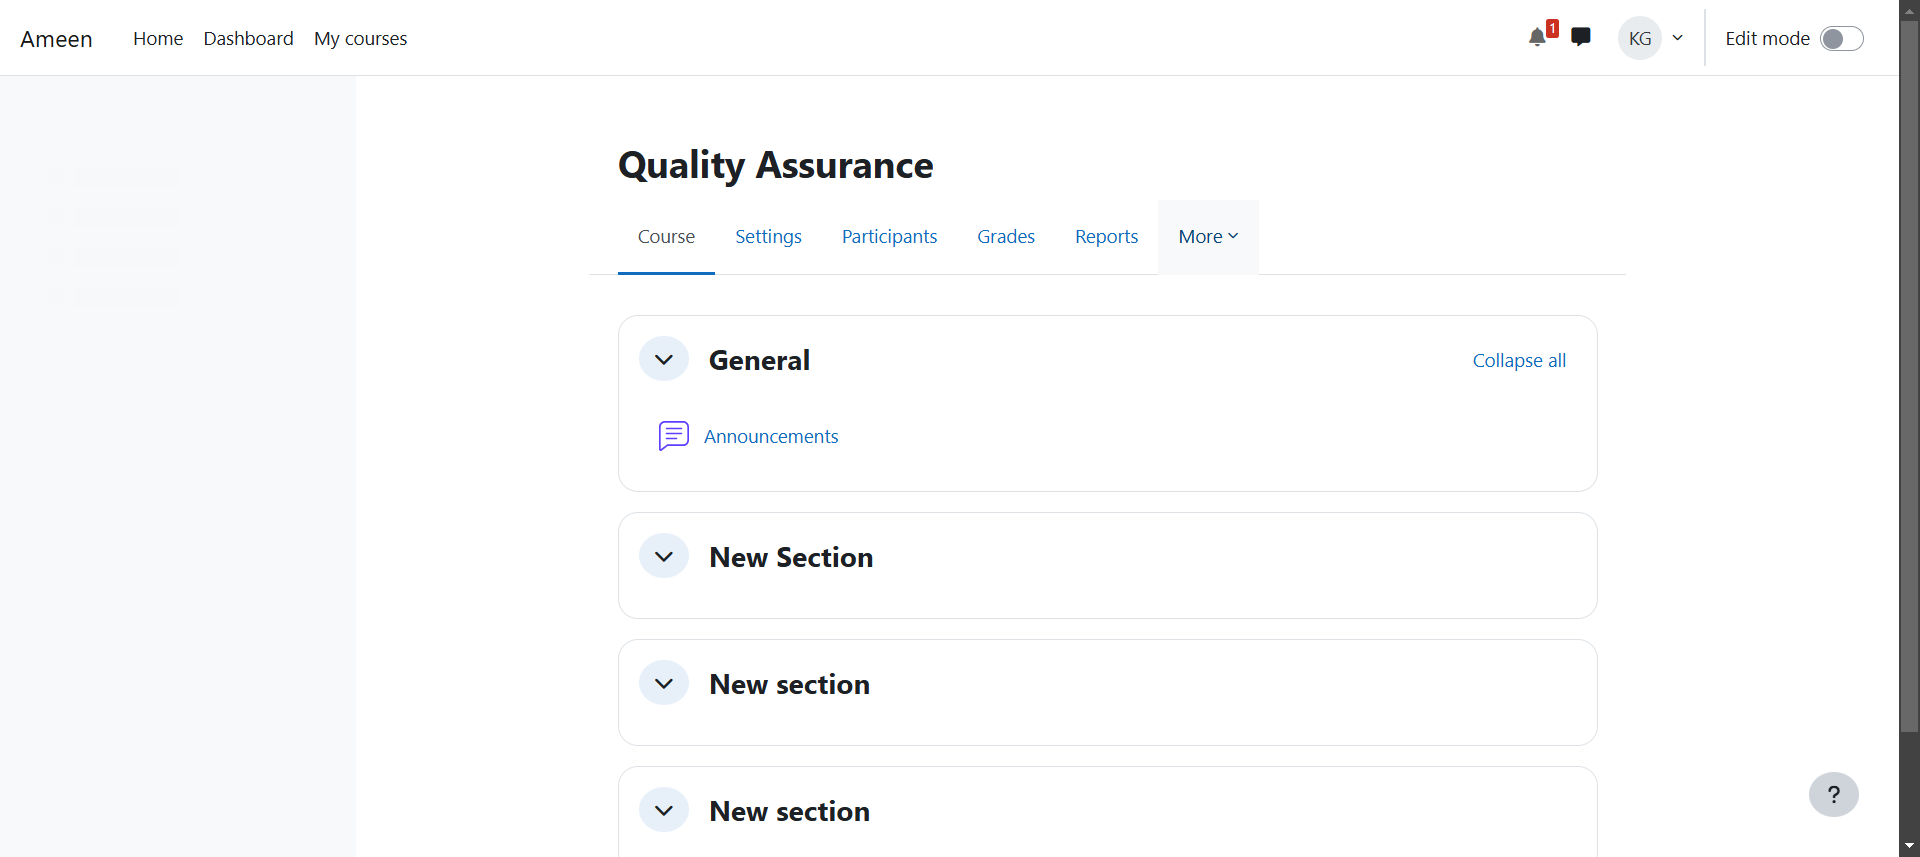 Ameen Home Dashboard My courses 1 KG Edit mode
Quality Assurance
Course Settings Participants Grades Reports More
General Collapse all
Announcements
New Section
New section
New section
?